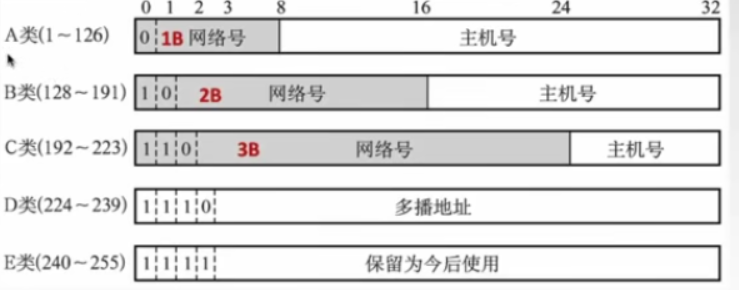 0 1 2 3 8 16 24 32
A类(1～126) 0 1B 网络号 主机号
B类(128～191) 1 0 2B 网络号 主机号
C类(192～223) 1 1 0 3B 网络号 主机号
D类(224～239) 1 1 1 0 多播地址
E类(240～255) 1 1 1 1 保留为今后使用